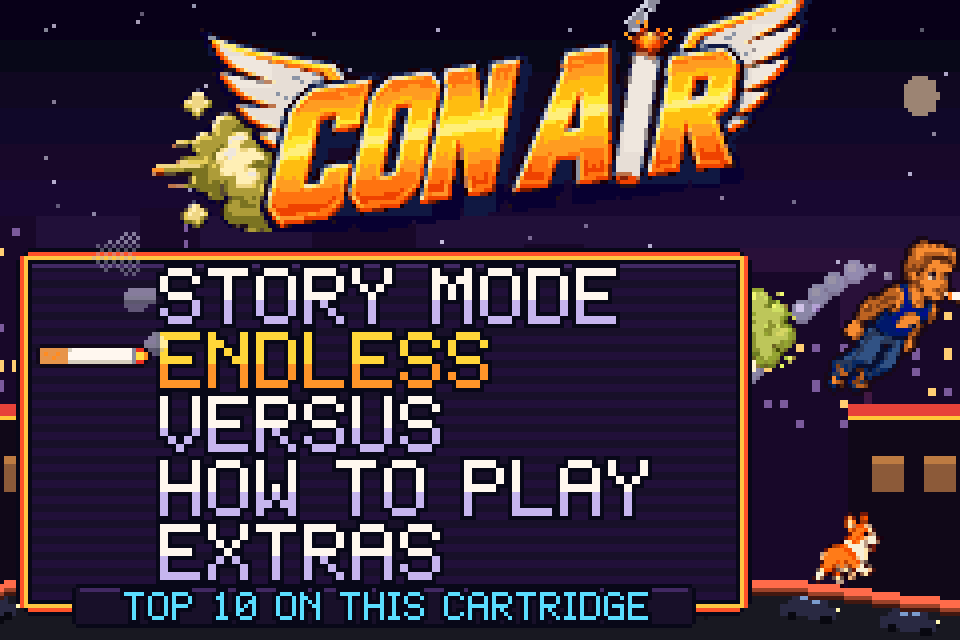 CON AIR
STORY MODE
ENDLESS
VERSUS
HOW TO PLAY
EXTRAS
TOP 10 ON THIS CARTRIDGE